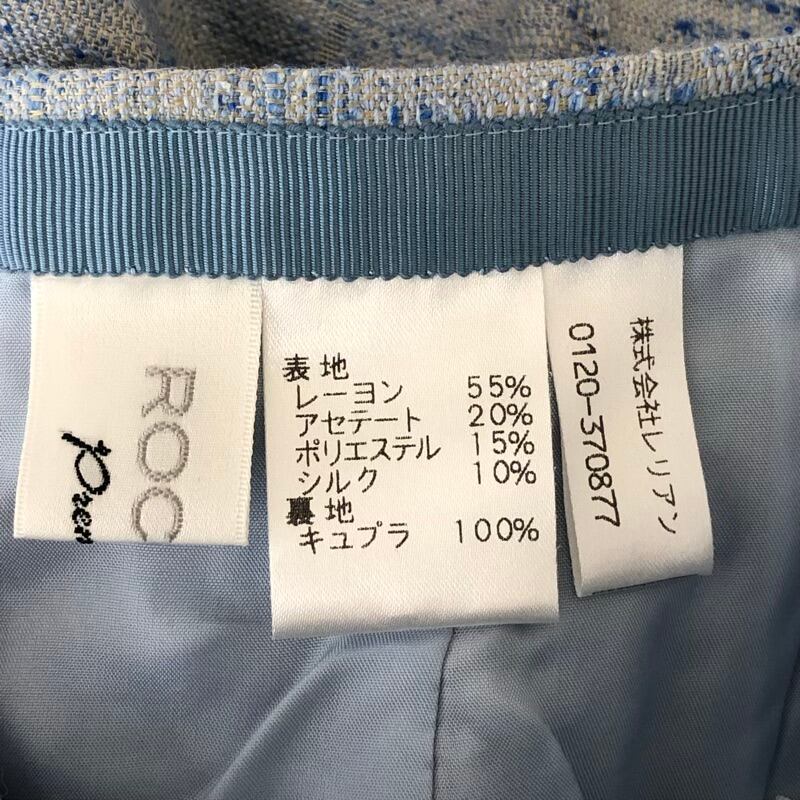 ROC
表地
レーヨン 55%
アセテート 20%
ポリエステル 15%
シルク 10%
裏地
キュプラ 100%
株式会社レリアン
0120-370877